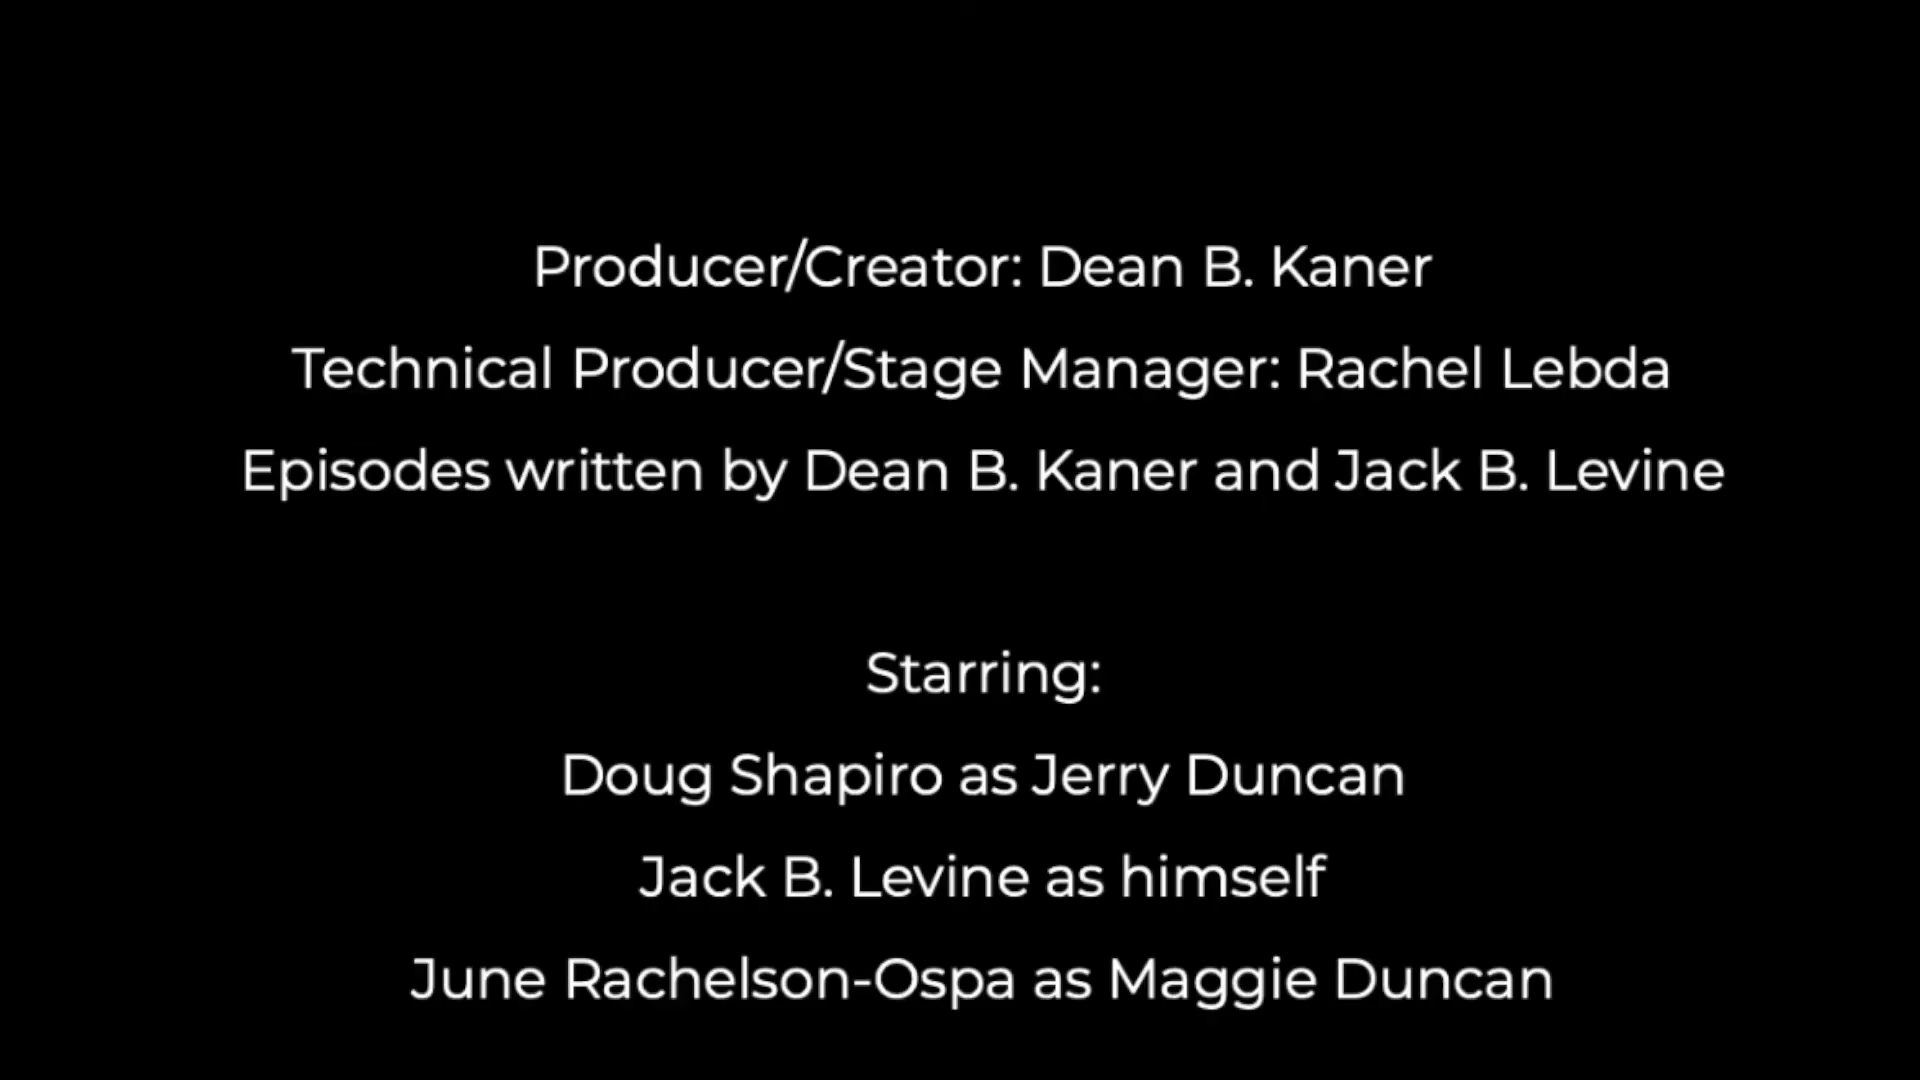 Producer/Creator: Dean B. Kaner
Technical Producer/Stage Manager: Rachel Lebda
Episodes written by Dean B. Kaner and Jack B. Levine
Starring:
Doug Shapiro as Jerry Duncan
Jack B. Levine as himself
June Rachelson-Ospa as Maggie Duncan